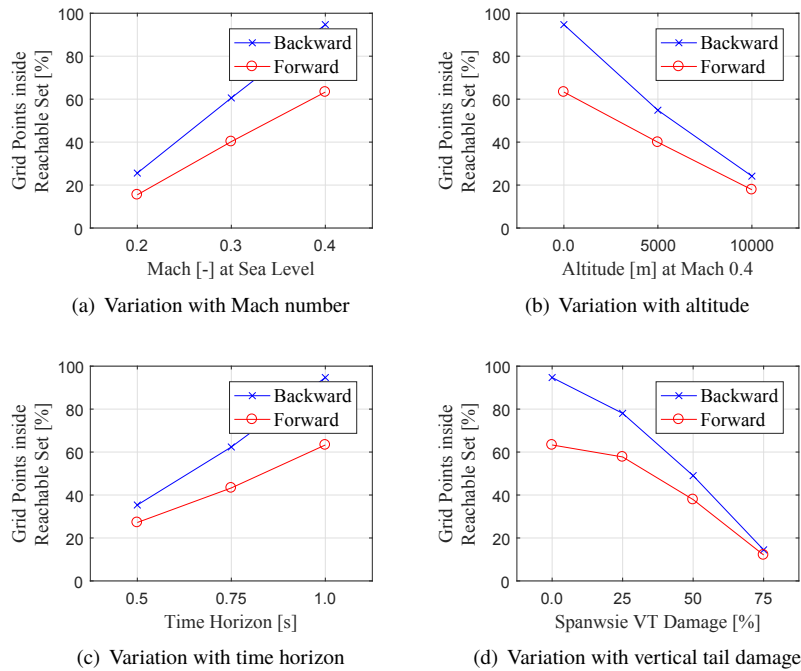 100
80
60
40
20
0
Grid Points inside
Reachable Set [%]
Backward
Forward
0.2 0.3 0.4
Mach [-] at Sea Level
(a) Variation with Mach number
100
80
60
40
20
0
Grid Points inside
Reachable Set [%]
Backward
Forward
0.0 5000 10000
Altitude [m] at Mach 0.4
(b) Variation with altitude
100
80
60
40
20
0
Grid Points inside
Reachable Set [%]
Backward
Forward
0.5 0.75 1.0
Time Horizon [s]
(c) Variation with time horizon
100
80
60
40
20
0
Grid Points inside
Reachable Set [%]
Backward
Forward
0.0 25 50 75
Spanwsie VT Damage [%]
(d) Variation with vertical tail damage